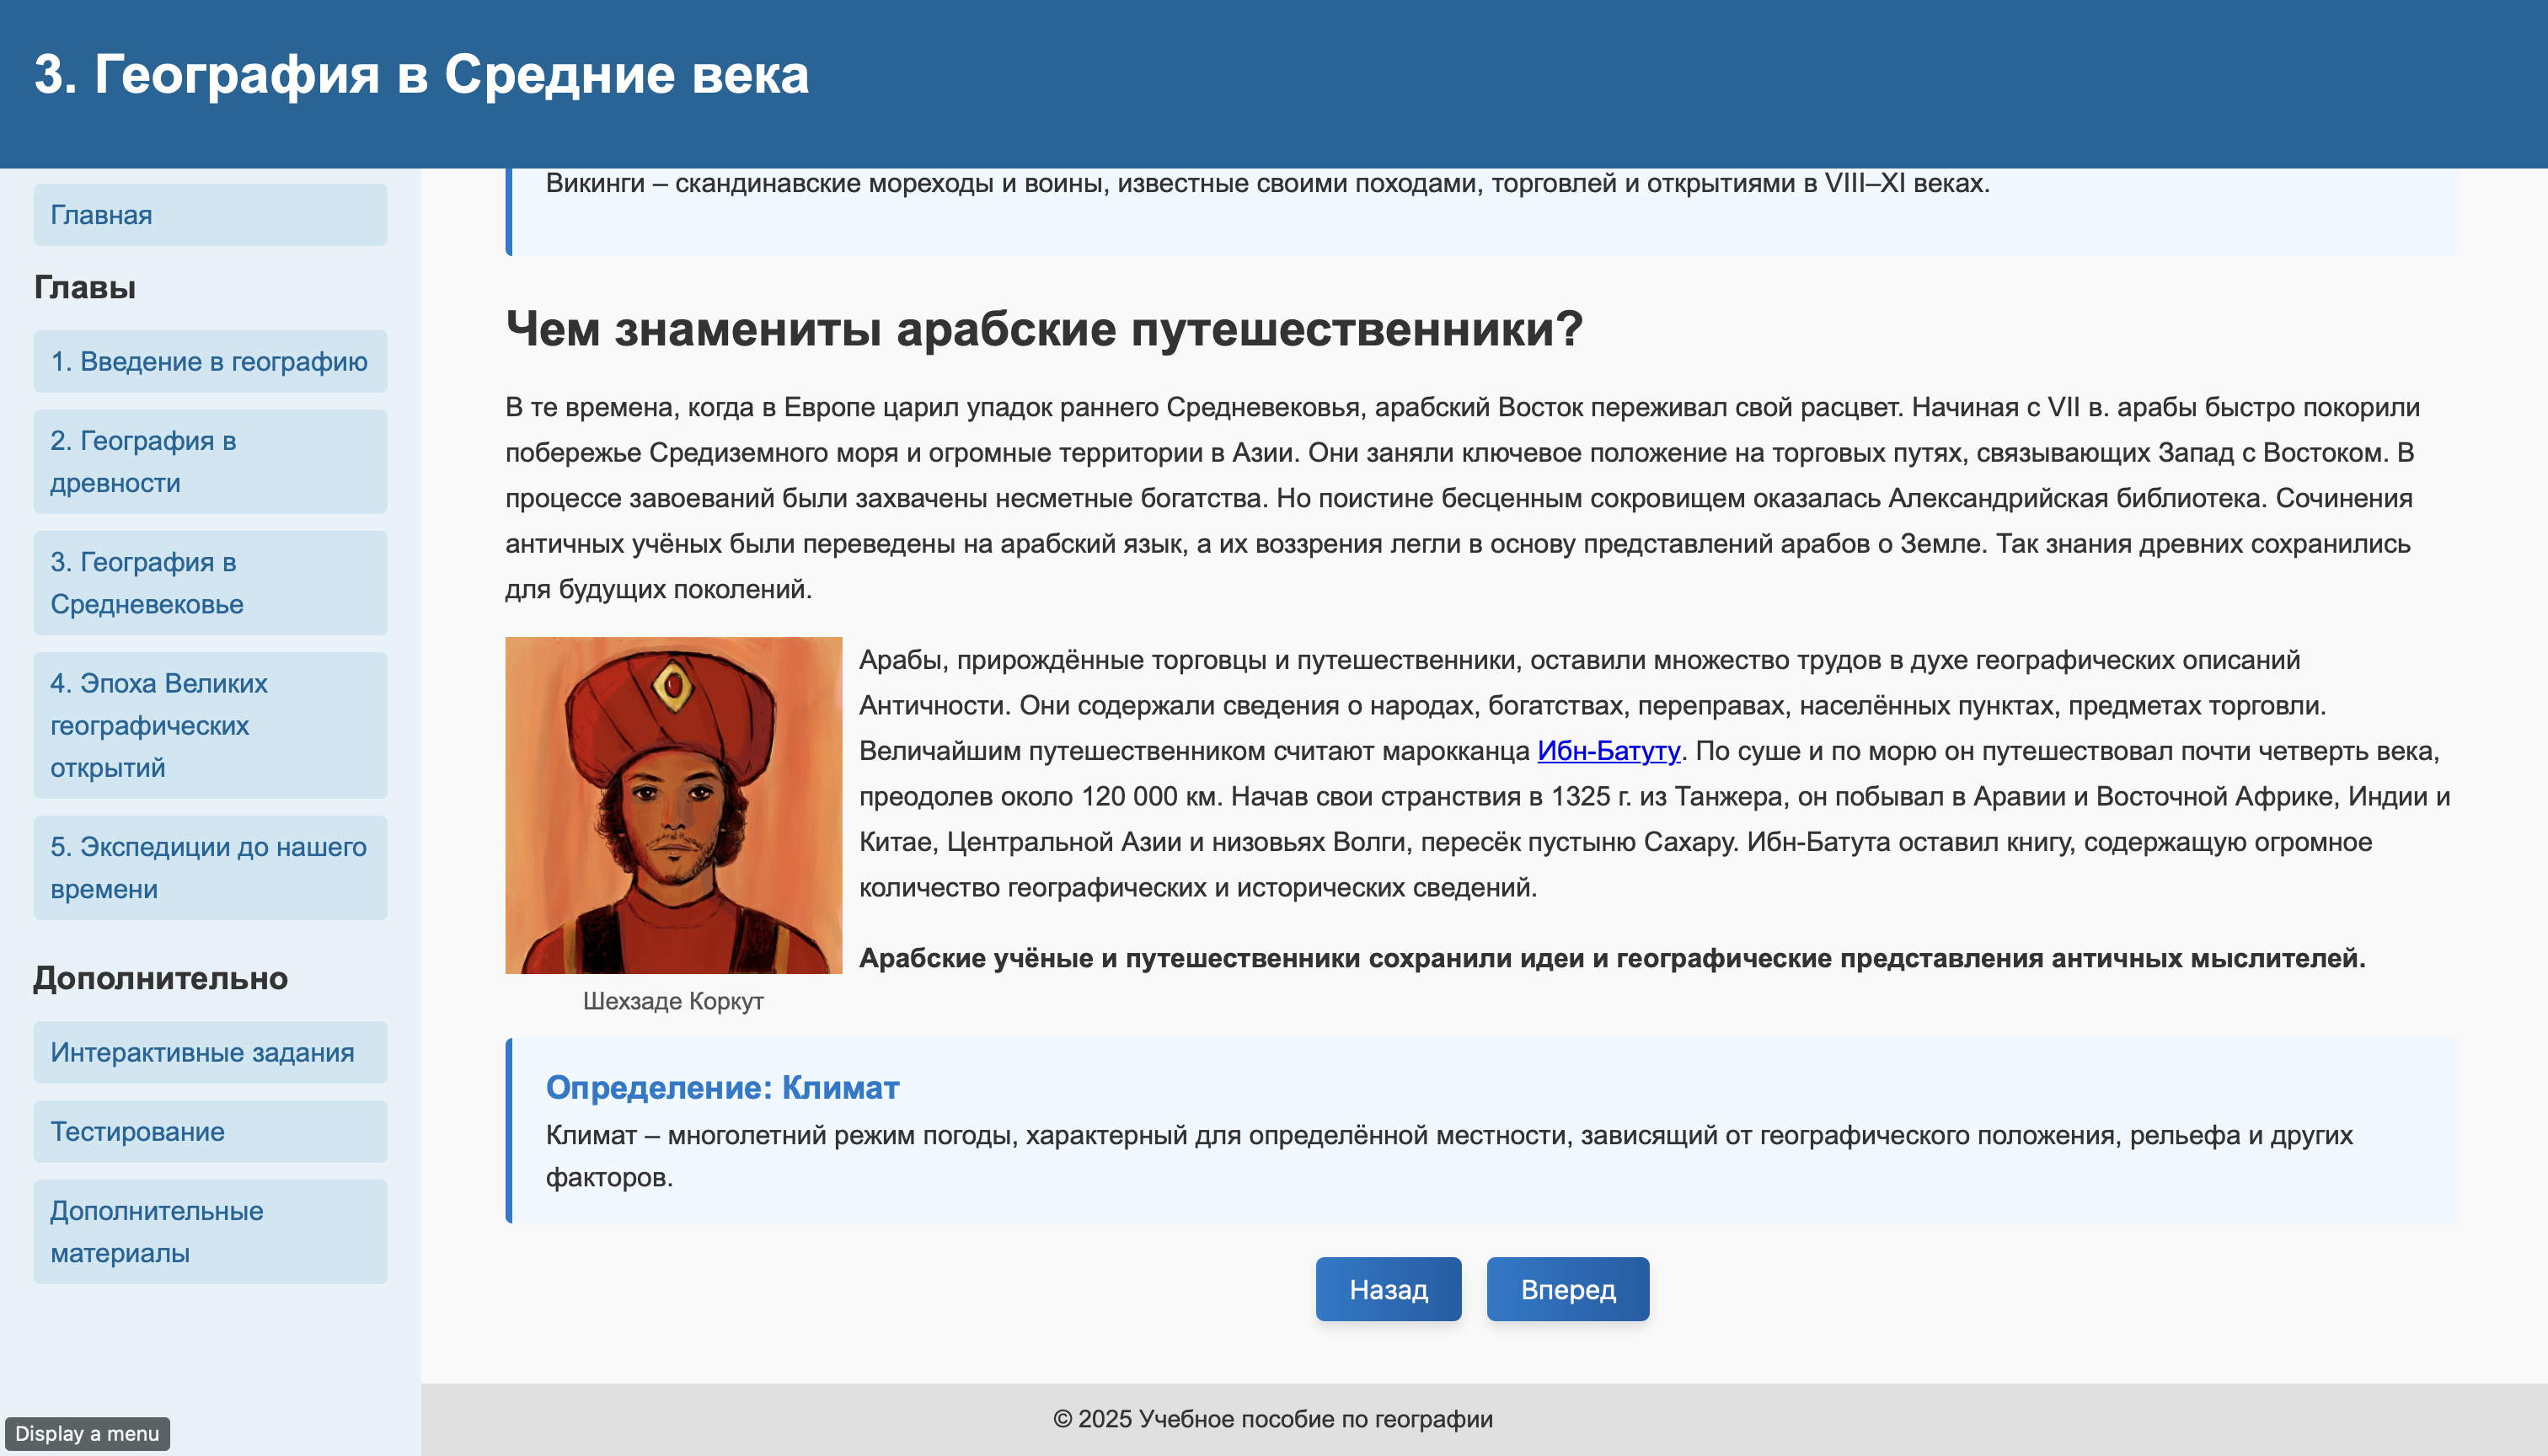 3. География в Средние века
Главная
Главы
1. Введение в географию
2. География в
древности
3. География в
Средневековье
4. Эпоха Великих
географических
открытий
5. Экспедиции до нашего
времени
Дополнительно
Интерактивные задания
Тестирование
Дополнительные
материалы
Display a menu
Викинги – скандинавские мореходы и воины, известные своими походами, торговлей и открытиями в VIII–XI веках.
Чем знамениты арабские путешественники?
В те времена, когда в Европе царил упадок раннего Средневековья, арабский Восток переживал свой расцвет. Начиная с VII в. арабы быстро покорили
побережье Средиземного моря и огромные территории в Азии. Они заняли ключевое положение на торговых путях, связывающих Запад с Востоком. В
процессе завоеваний были захвачены несметные богатства. Но поистине бесценным сокровищем оказалась Александрийская библиотека. Сочинения
античных учёных были переведены на арабский язык, а их воззрения легли в основу представлений арабов о Земле. Так знания древних сохранились
для будущих поколений.
Арабы, прирождённые торговцы и путешественники, оставили множество трудов в духе географических описаний
Античности. Они содержали сведения о народах, богатствах, переправах, населённых пунктах, предметах торговли.
Величайшим путешественником считают марокканца Ибн-Батуту. По суше и по морю он путешествовал почти четверть века,
преодолев около 120 000 км. Начав свои странствия в 1325 г. из Танжера, он побывал в Аравии и Восточной Африке, Индии и
Китае, Центральной Азии и низовьях Волги, пересёк пустыню Сахару. Ибн-Батута оставил книгу, содержащую огромное
количество географических и исторических сведений.
Арабские учёные и путешественники сохранили идеи и географические представления античных мыслителей.
Шехзаде Коркут
Определение: Климат
Климат – многолетний режим погоды, характерный для определённой местности, зависящий от географического положения, рельефа и других
факторов.
Назад
Вперед
© 2025 Учебное пособие по географии